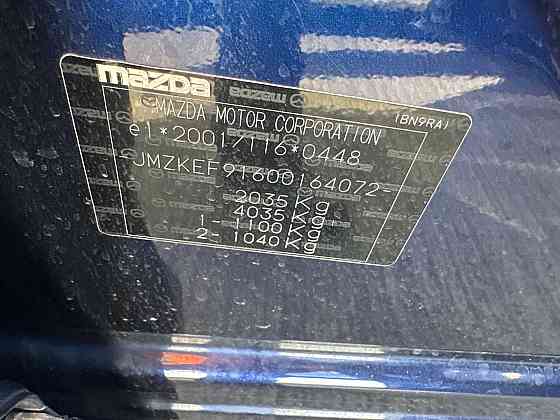 mazda
MAZDA MOTOR CORPORATION (BN9RA)
e1*2001/116*0448
-JMZKEF91600164072-
2035 Kg
4035 Kg
1- 1100 Kg
2- 1040 Kg